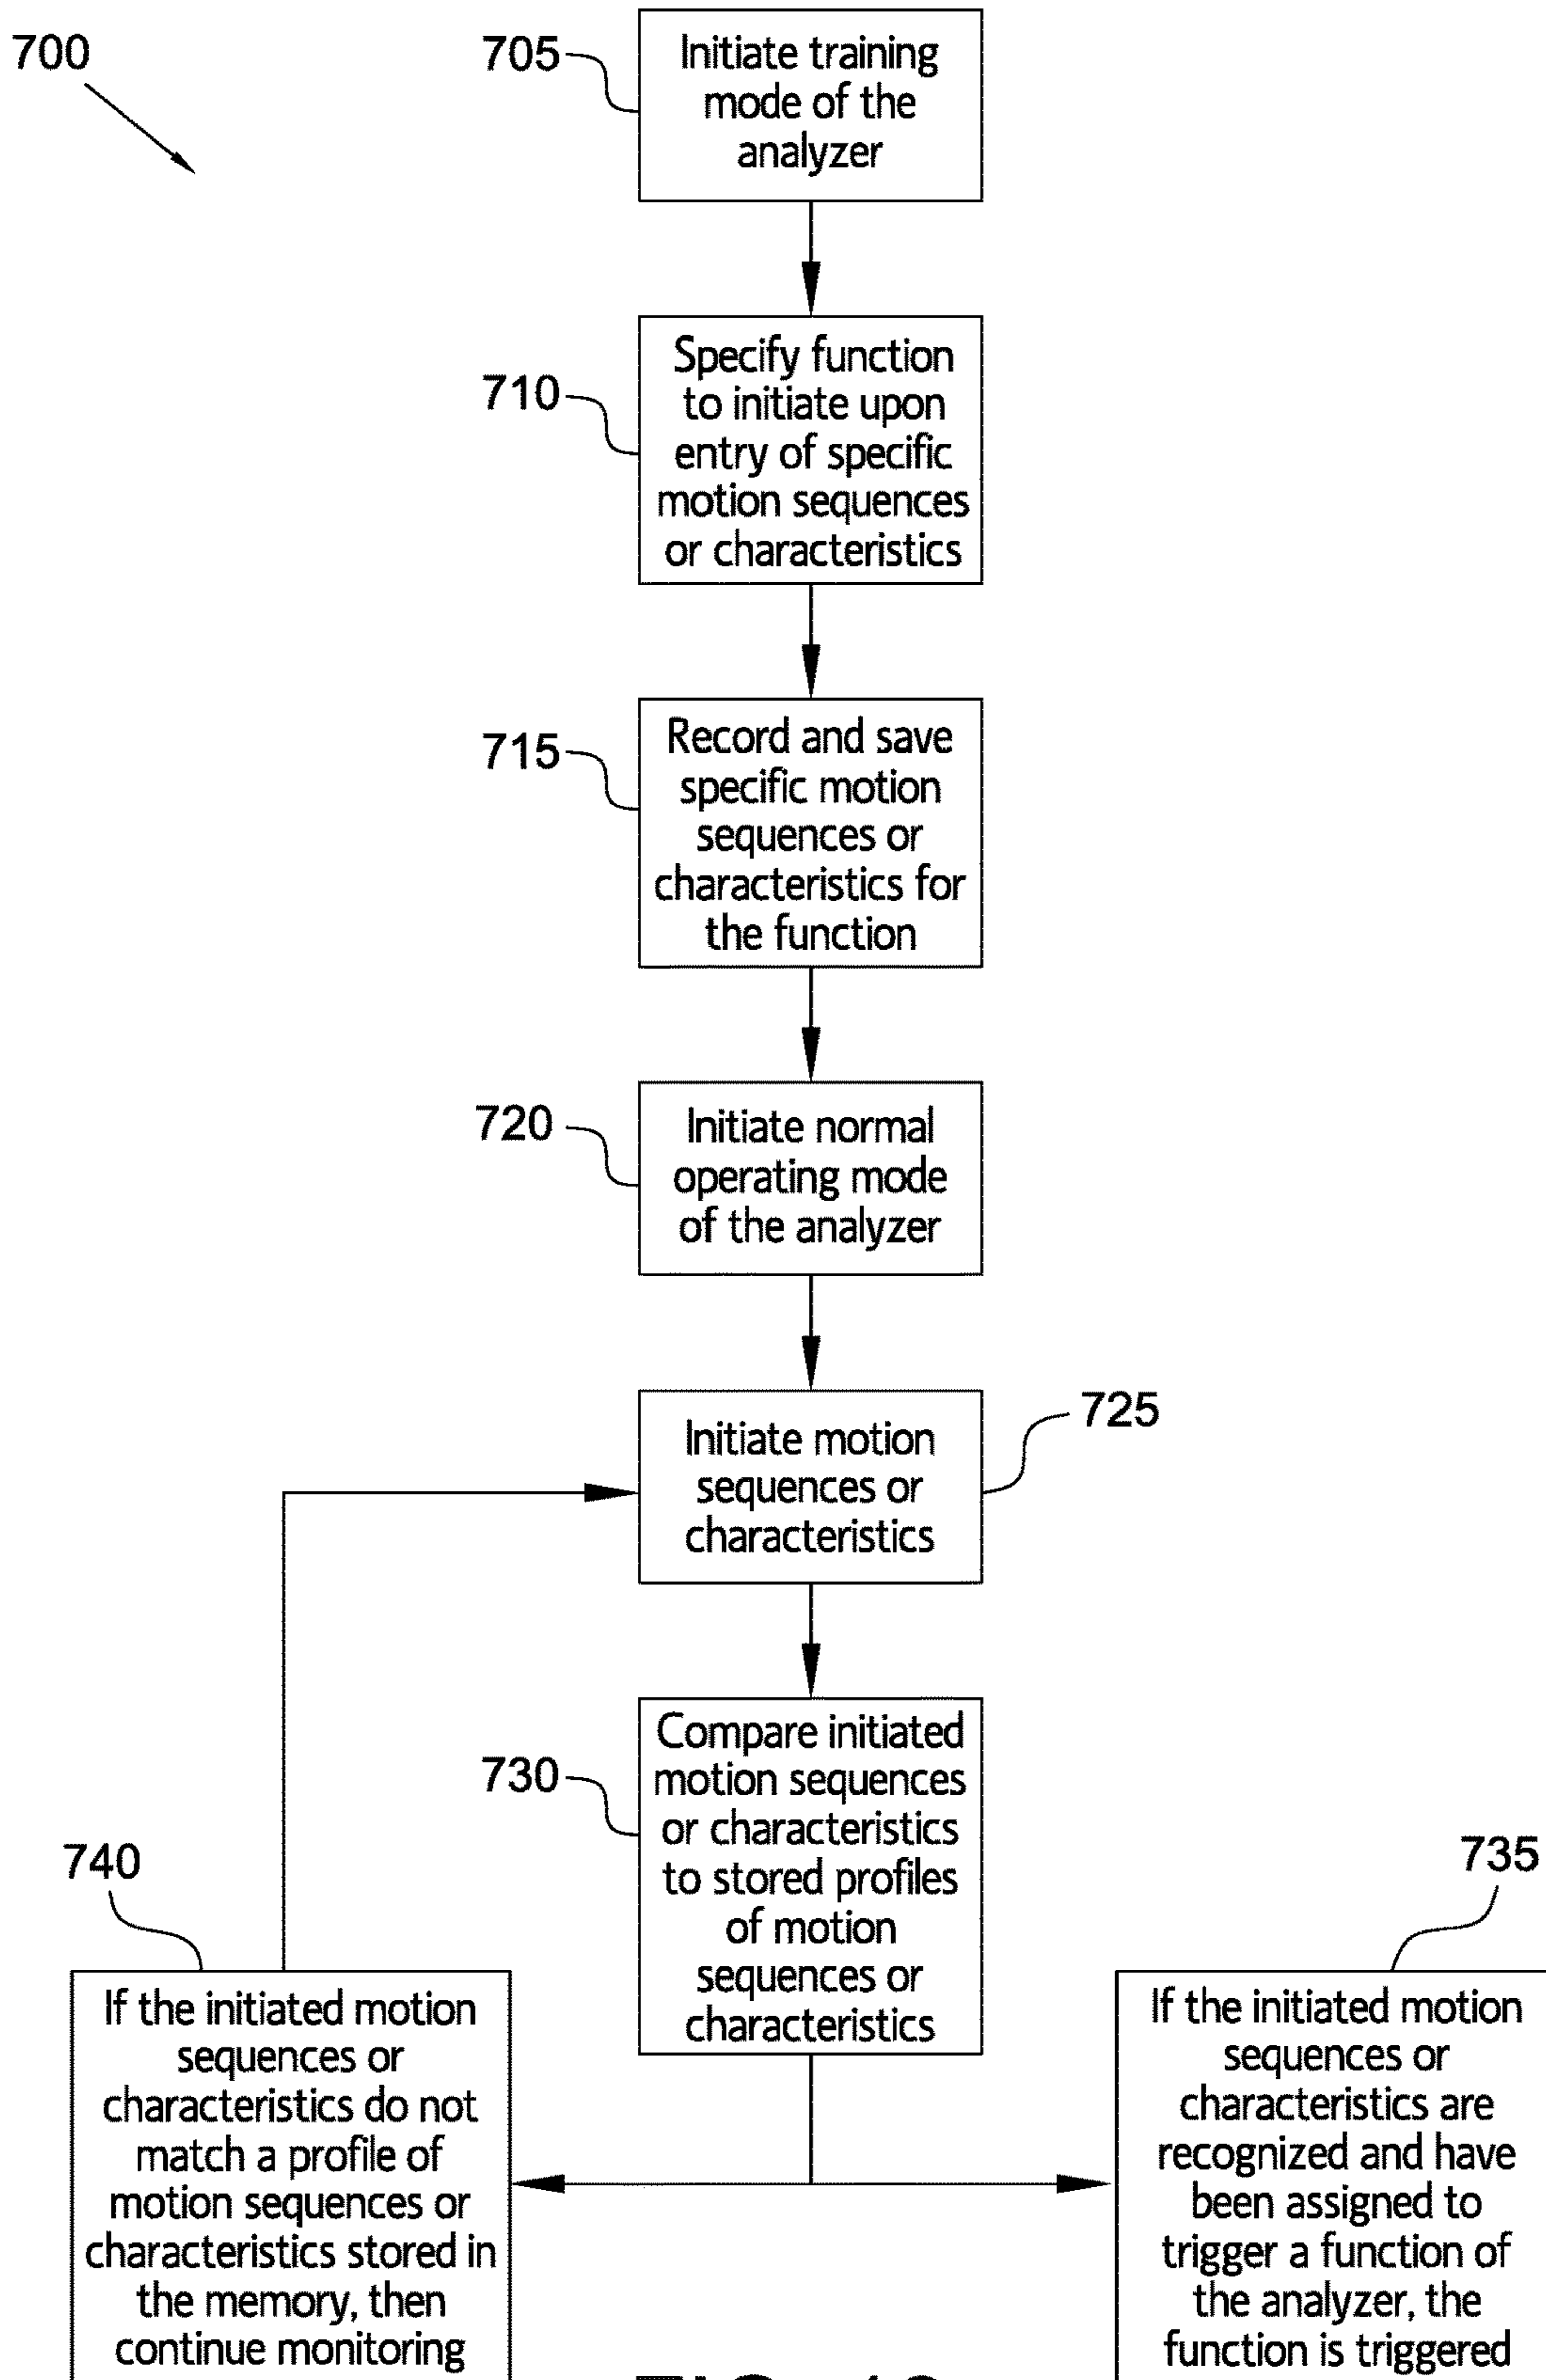 700
705
Initiate training
mode of the
analyzer
710
Specify function
to initiate upon
entry of specific
motion sequences
or characteristics
715
Record and save
specific motion
sequences or
characteristics for
the function
720
Initiate normal
operating mode
of the analyzer
725
Initiate motion
sequences or
characteristics
730
Compare initiated
motion sequences
or characteristics
to stored profiles
of motion
sequences or
characteristics
740
If the initiated motion
sequences or
characteristics do not
match a profile of
motion sequences or
characteristics stored in
the memory, then
continue monitoring
735
If the initiated motion
sequences or
characteristics are
recognized and have
been assigned to
trigger a function of
the analyzer, the
function is triggered